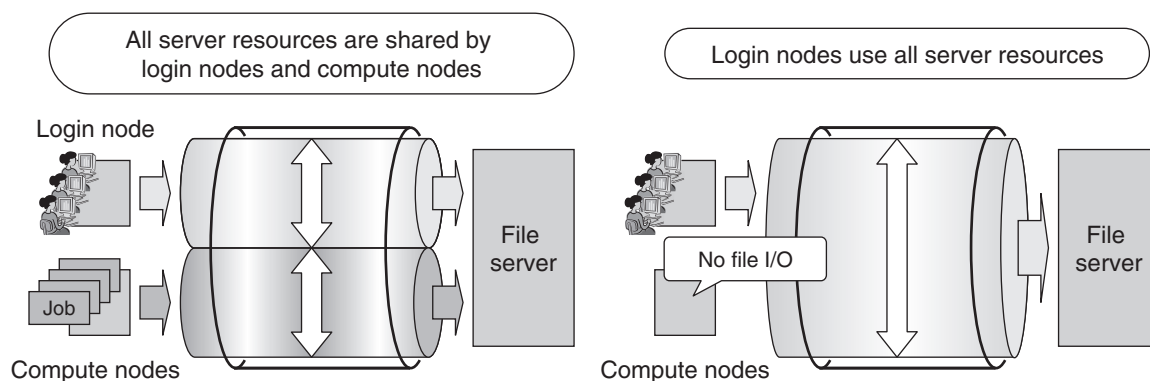 All server resources are shared by
login nodes and compute nodes
Login node
Job
Compute nodes
File
server
Login nodes use all server resources
No file I/O
Compute nodes
File
server